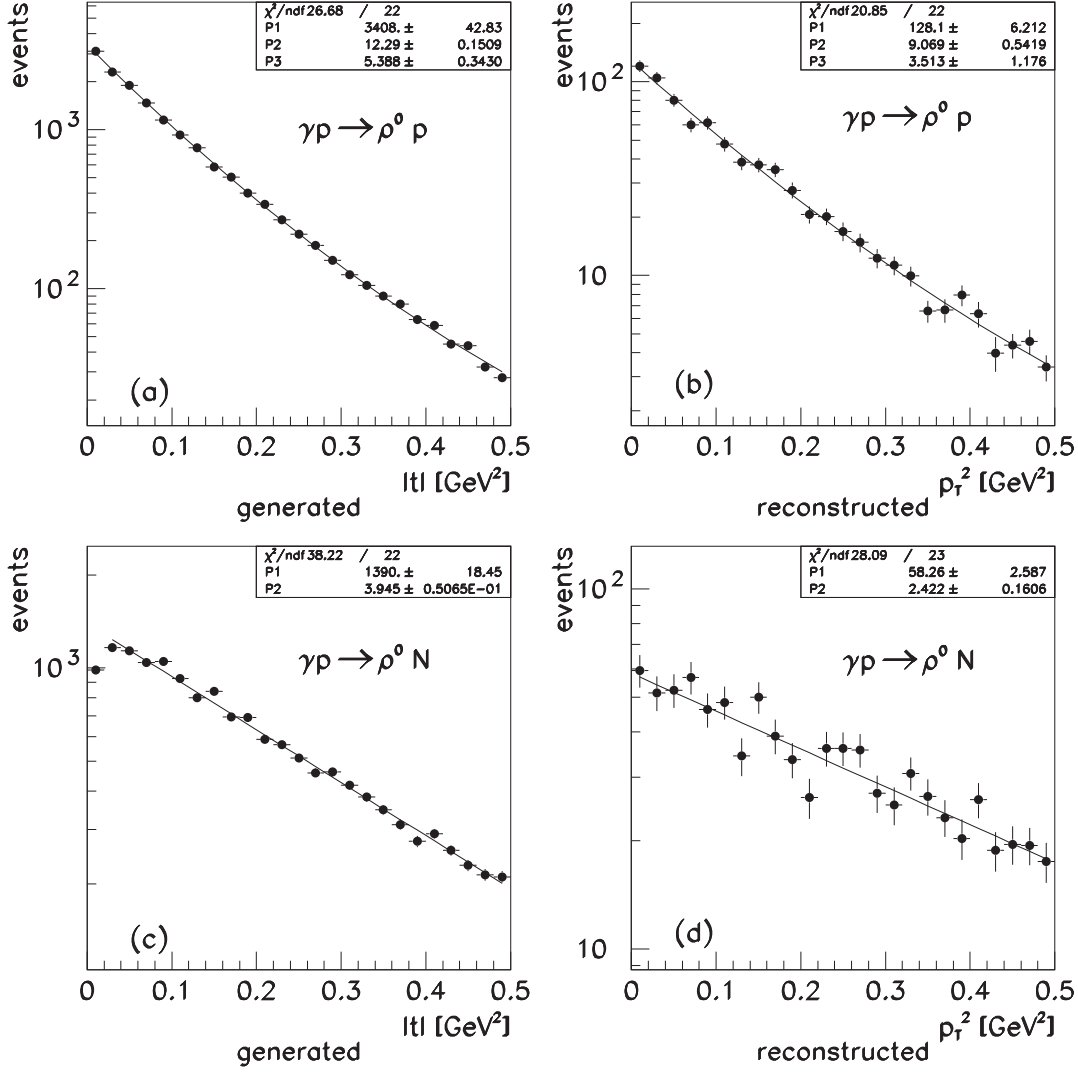 events
χ²/ndf 26.68 / 22
P1 3408. ± 42.83
P2 12.29 ± 0.1509
P3 5.388 ± 0.3430
γp → ρ⁰ p
10³
10²
(a)
0 0.1 0.2 0.3 0.4 0.5
|t| [GeV²]
generated
events
χ²/ndf 20.85 / 22
P1 128.1 ± 6.212
P2 9.069 ± 0.5419
P3 3.513 ± 1.176
10²
γp → ρ⁰ p
10
(b)
0 0.1 0.2 0.3 0.4 0.5
p_T² [GeV²]
reconstructed
events
χ²/ndf 38.22 / 22
P1 1390. ± 18.45
P2 3.945 ± 0.5065E−01
γp → ρ⁰ N
10³
(c)
0 0.1 0.2 0.3 0.4 0.5
|t| [GeV²]
generated
events
χ²/ndf 28.09 / 23
P1 58.26 ± 2.587
P2 2.422 ± 0.1606
10²
γp → ρ⁰ N
(d)
10
0 0.1 0.2 0.3 0.4 0.5
p_T² [GeV²]
reconstructed